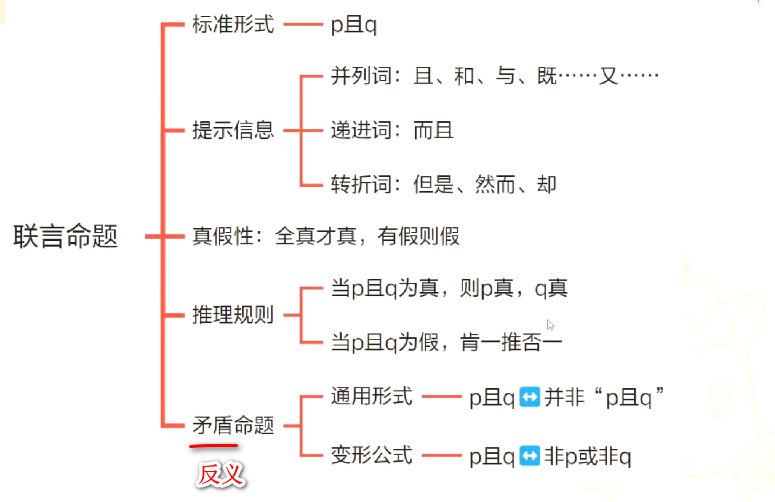 标准形式
p且q
并列词：且、和、与、既……又……
提示信息
递进词：而且
转折词：但是、然而、却
联言命题
真假性：全真才真，有假则假
当p且q为真，则p真，q真
推理规则
当p且q为假，肯一推否一
通用形式
p且q↔并非“p且q”
矛盾命题
反义
变形公式
p且q↔非p或非q